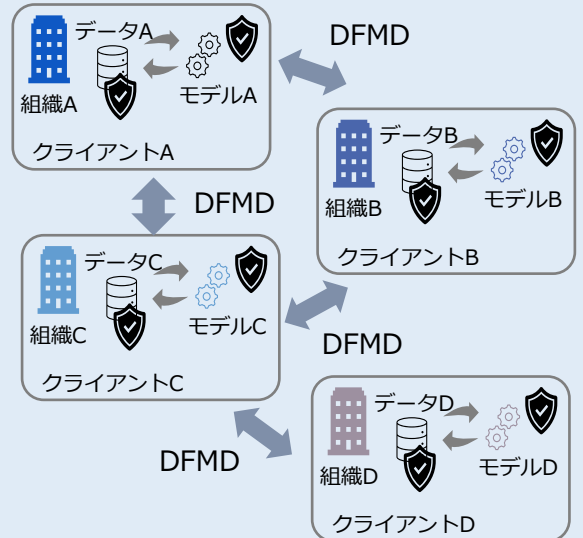 データA
組織A
モデルA
クライアントA
DFMD
データB
組織B
モデルB
クライアントB
DFMD
データC
組織C
モデルC
クライアントC
DFMD
データD
組織D
モデルD
クライアントD
DFMD